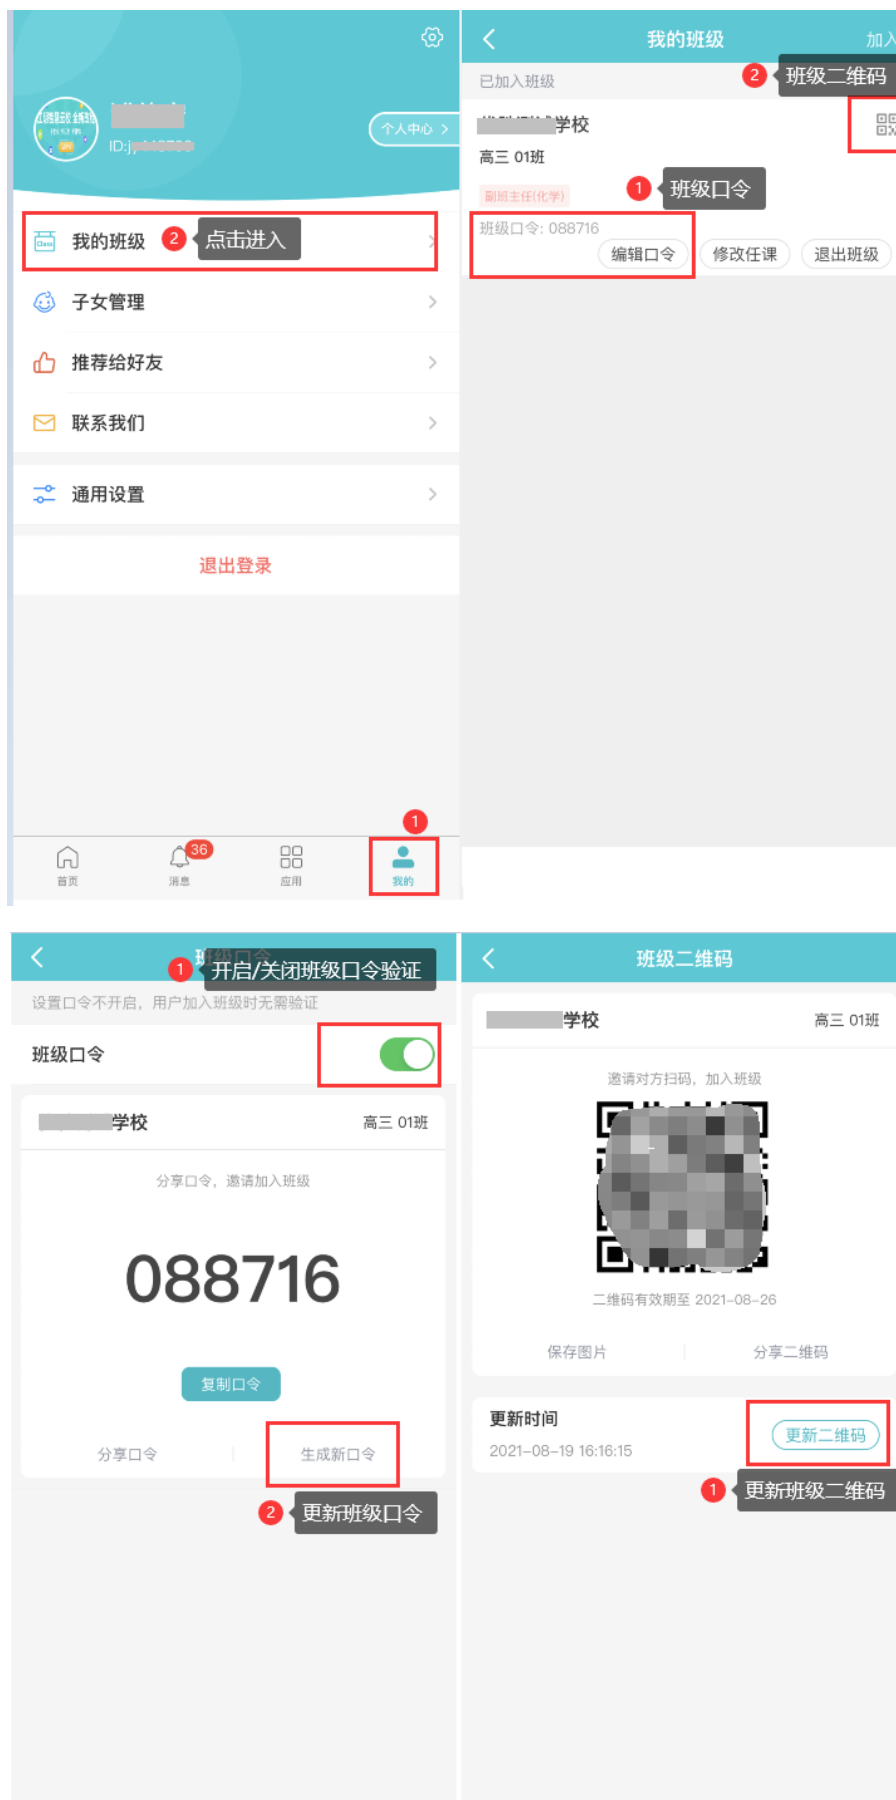 个人中心 >
我的班级
2 点击进入
子女管理
推荐给好友
联系我们
通用设置
退出登录
1
首页
36
消息
应用
我的
我的班级
加入
已加入班级
2 班级二维码
学校
高三 01班
1 班级口令
副班主任(化学)
班级口令: 088716
编辑口令
修改任课
退出班级
1 开启/关闭班级口令验证
设置口令不开启，用户加入班级时无需验证
班级口令
学校
高三 01班
分享口令，邀请加入班级
088716
复制口令
分享口令
生成新口令
2 更新班级口令
班级二维码
学校
高三 01班
邀请对方扫码，加入班级
二维码有效期至 2021-08-26
保存图片
分享二维码
更新时间
2021-08-19 16:16:15
更新二维码
1 更新班级二维码